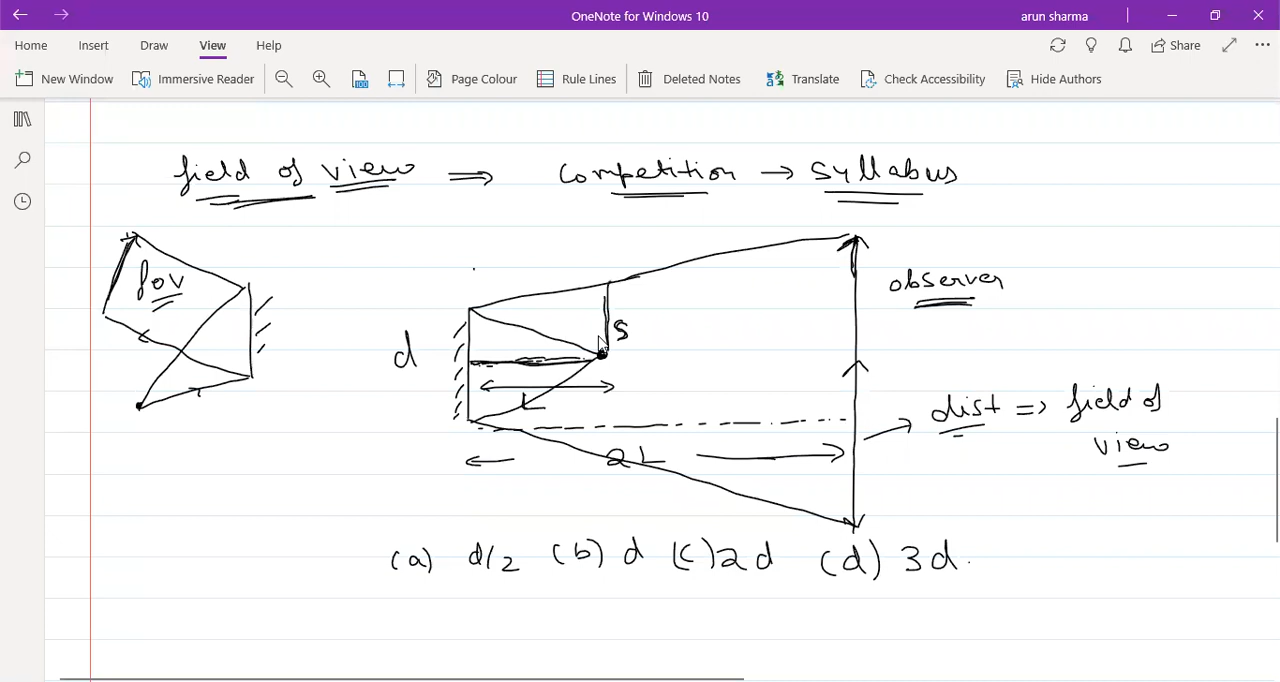 OneNote for Windows 10
arun sharma
Home Insert Draw View Help
Share
New Window Immersive Reader Page Colour Rule Lines Deleted Notes Translate Check Accessibility Hide Authors
field of view ⇒ competition → syllabus
fov
observer
S
d
L
dist ⇒ field of
view
2L
(a) d/2 (b) d (c) 2d (d) 3d.